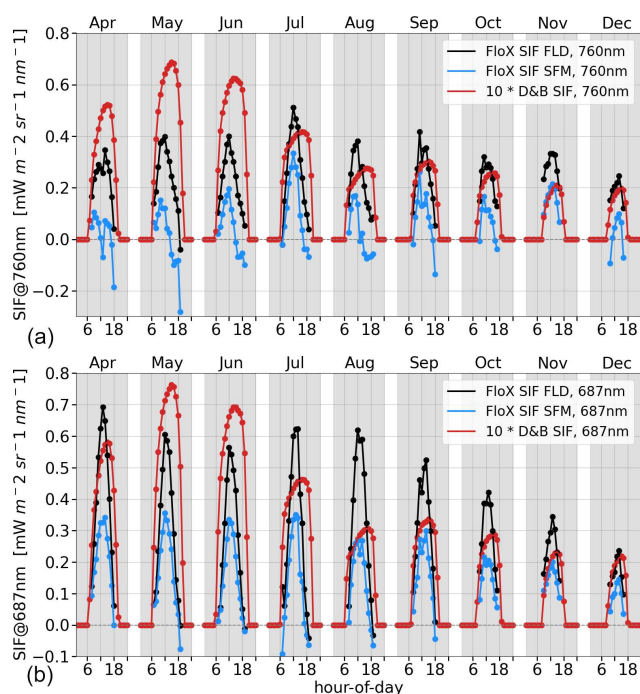 Apr May Jun Jul Aug Sep Oct Nov Dec
0.8
FloX SIF FLD, 760nm
FloX SIF SFM, 760nm
10 * D&B SIF, 760nm
0.6
0.4
0.2
0.0
−0.2
SIF@760nm [mW m−2 sr−1 nm−1]
(a)
6 18 6 18 6 18 6 18 6 18 6 18 6 18 6 18 6 18
Apr May Jun Jul Aug Sep Oct Nov Dec
0.8
FloX SIF FLD, 687nm
FloX SIF SFM, 687nm
10 * D&B SIF, 687nm
0.7
0.6
0.5
0.4
0.3
0.2
0.1
0.0
−0.1
SIF@687nm [mW m−2 sr−1 nm−1]
(b)
6 18 6 18 6 18 6 18 6 18 6 18 6 18 6 18 6 18
hour-of-day